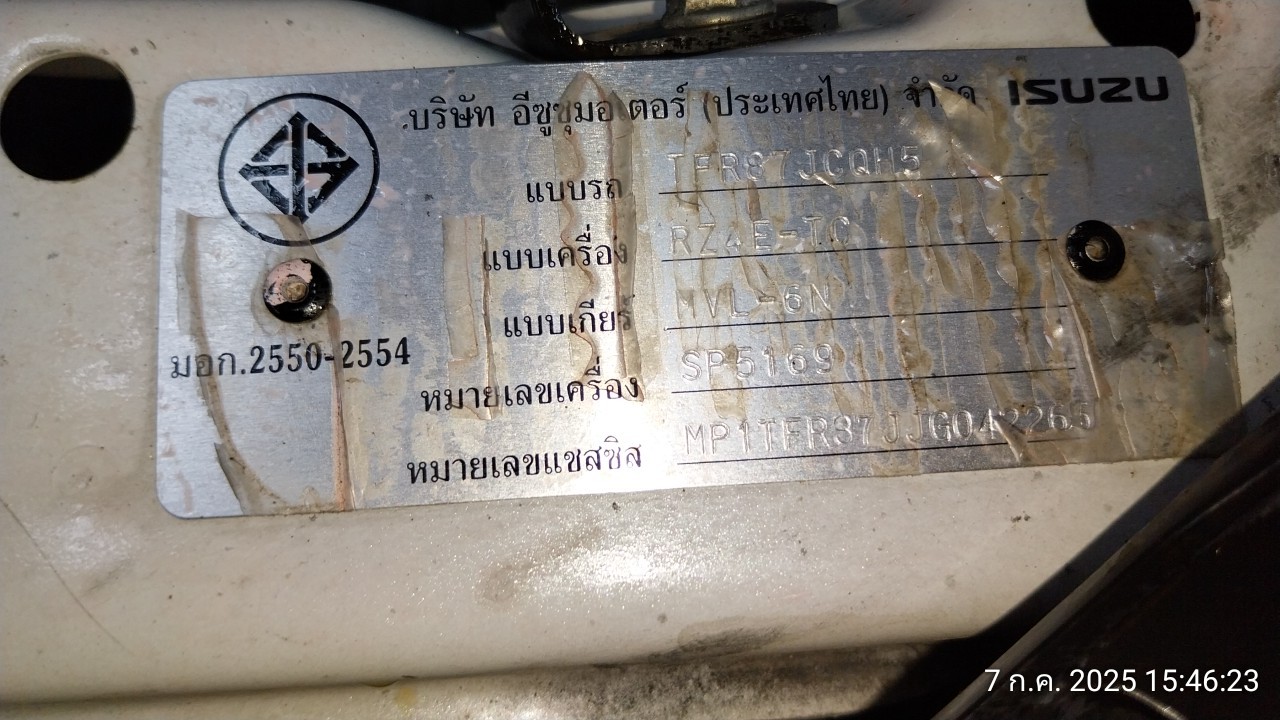 บริษัท อีซูซุมอเตอร์ (ประเทศไทย) จำกัด ISUZU
แบบรถ TFR87JCQH5
แบบเครื่อง RZ4E-TC
แบบเกียร์ MVL-6N
มอก.2550-2554
หมายเลขเครื่อง SP5169
หมายเลขแชสซิส MP1TFR87JJG042265
7 ก.ค. 2025 15:46:23